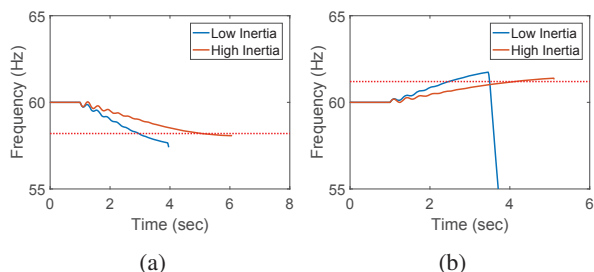 65
60
55
Frequency (Hz)
Low Inertia
High Inertia
0 2 4 6 8
Time (sec)
(a)
65
60
55
Frequency (Hz)
Low Inertia
High Inertia
0 2 4 6
Time (sec)
(b)